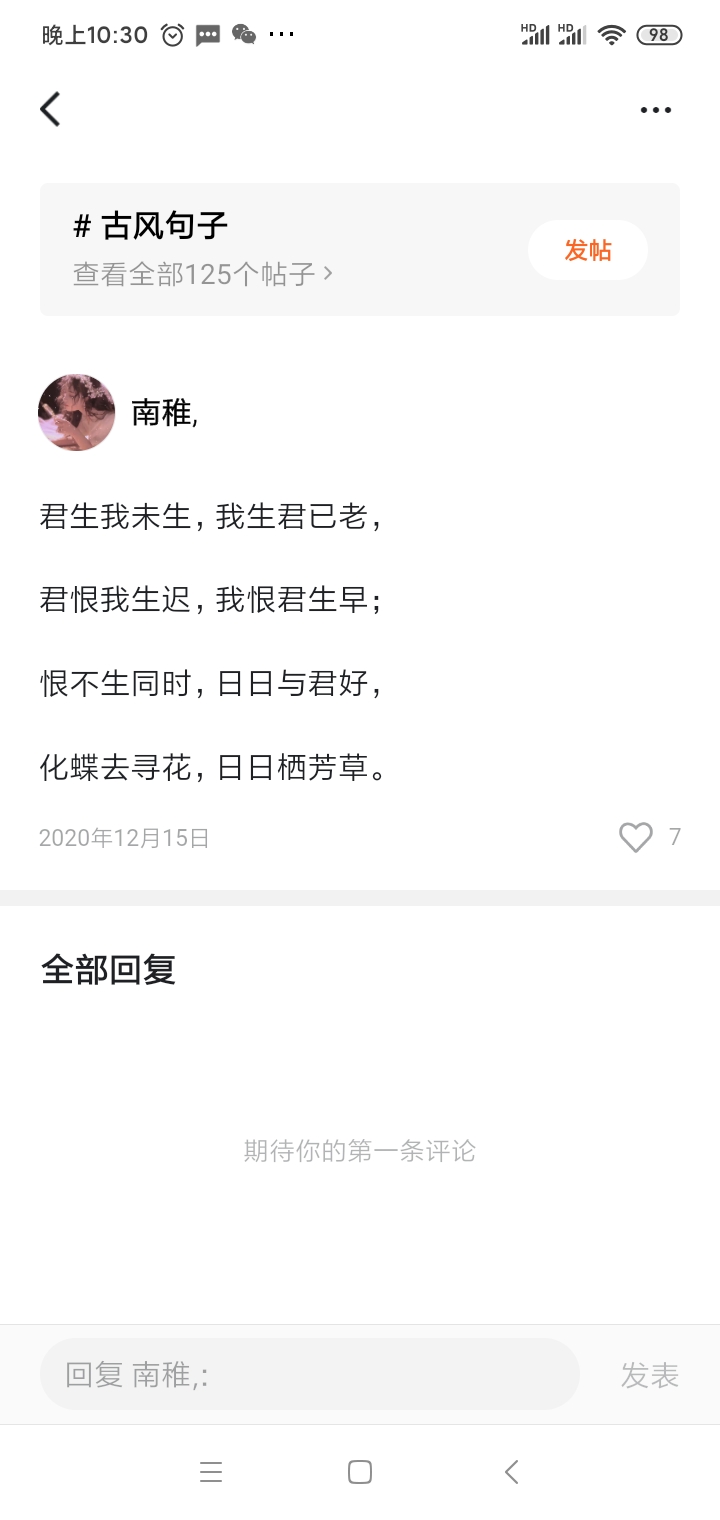 晚上10:30
HD HD 98
# 古风句子
查看全部125个帖子
发帖
南稚,
君生我未生，我生君已老，
君恨我生迟，我恨君生早；
恨不生同时，日日与君好，
化蝶去寻花，日日栖芳草。
2020年12月15日
7
全部回复
期待你的第一条评论
回复 南稚,:
发表